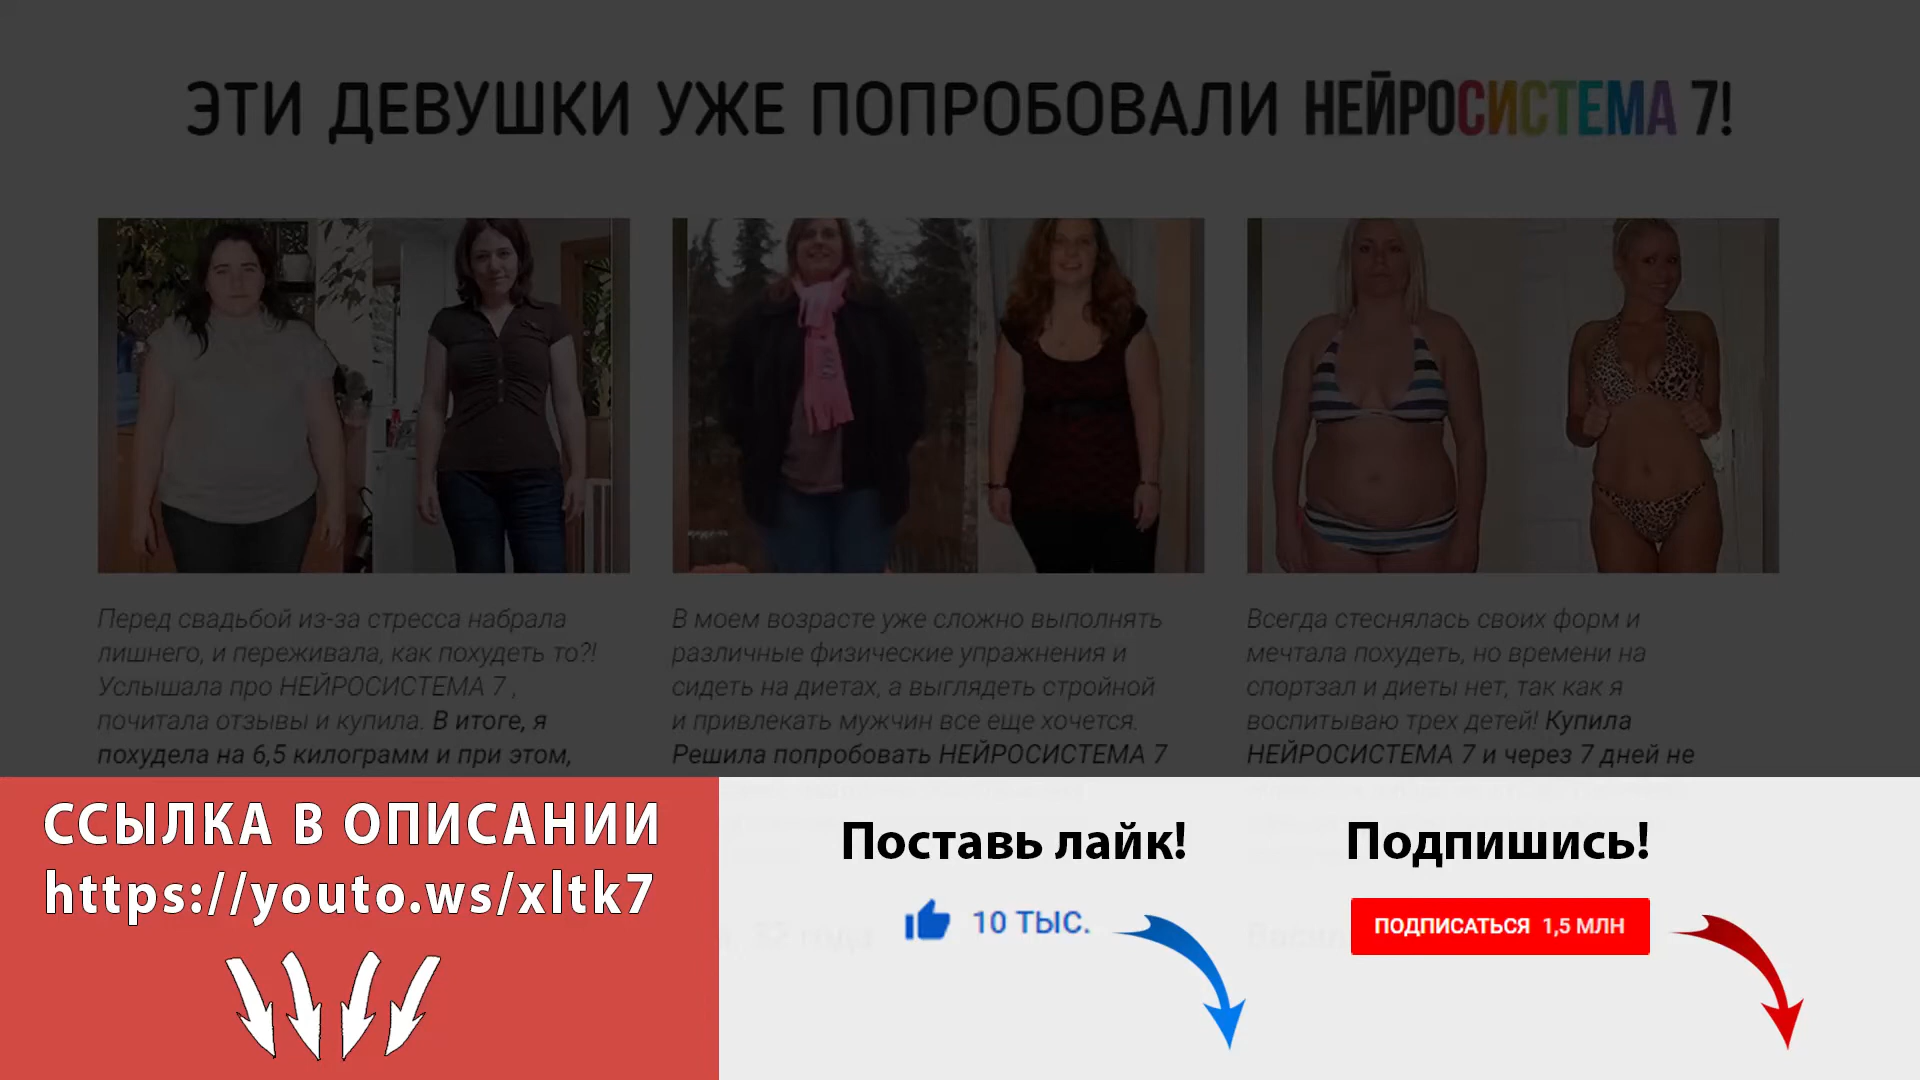 ЭТИ ДЕВУШКИ УЖЕ ПОПРОБОВАЛИ НЕЙРОСИСТЕМА 7!
Перед свадьбой из-за стресса набрала
лишнего, и переживала, как похудеть то?!
Услышала про НЕЙРОСИСТЕМА 7 ,
почитала отзывы и купила. В итоге, я
похудела на 6,5 килограмм и при этом,
В моем возрасте уже сложно выполнять
различные физические упражнения и
сидеть на диетах, а выглядеть стройной
и привлекать мужчин все еще хочется.
Решила попробовать НЕЙРОСИСТЕМА 7
Всегда стеснялась своих форм и
мечтала похудеть, но времени на
спортзал и диеты нет, так как я
воспитываю трех детей! Купила
НЕЙРОСИСТЕМА 7 и через 7 дней не
ССЫЛКА В ОПИСАНИИ
https://youto.ws/xltk7
Поставь лайк!
10 ТЫС.
Подпишись!
ПОДПИСАТЬСЯ 1,5 МЛН
32 года